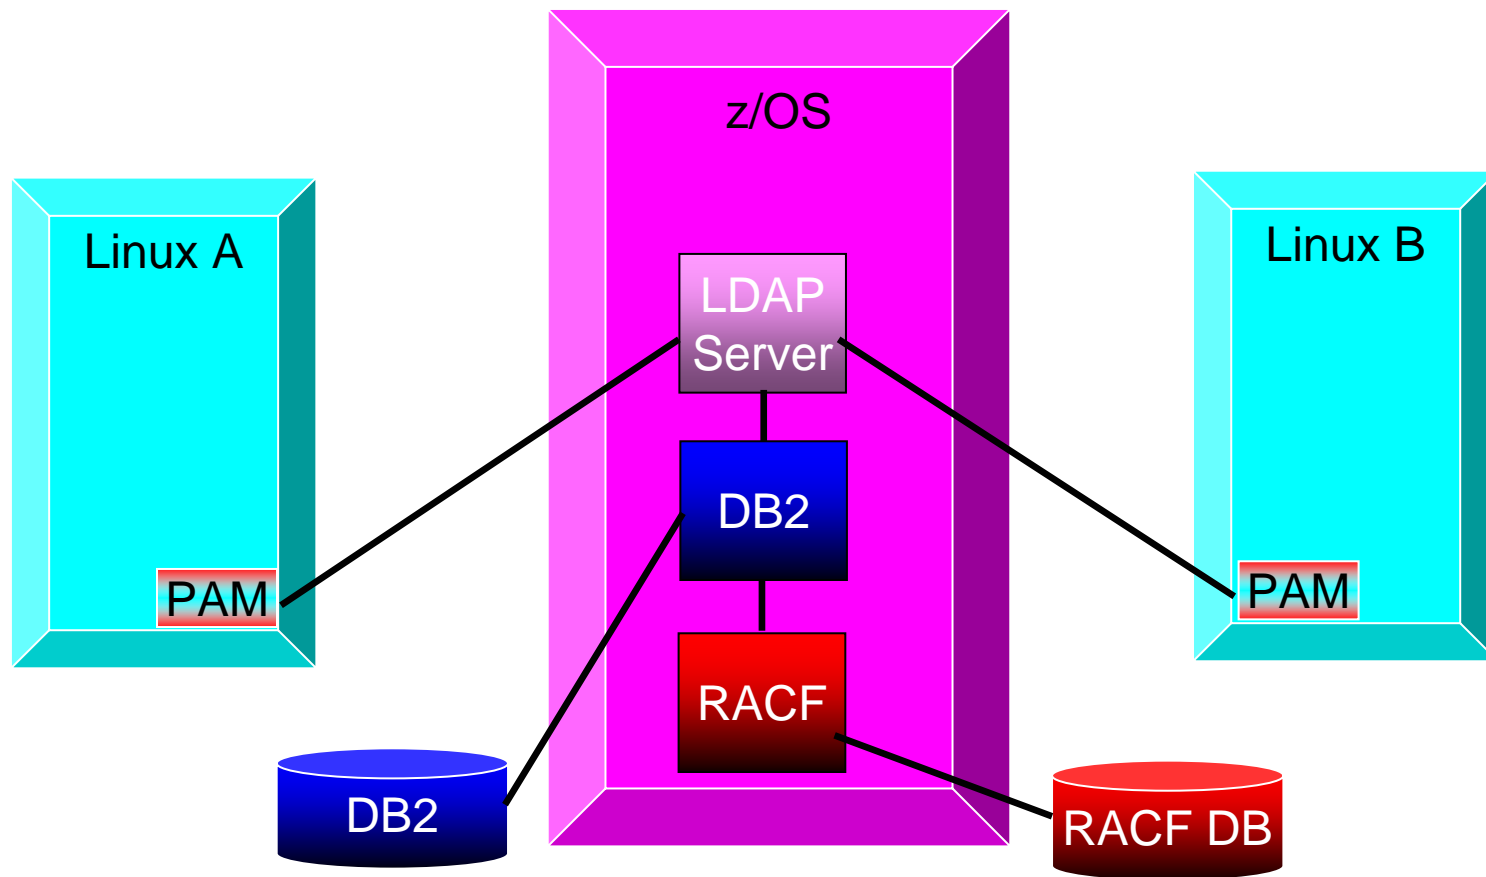 z/OS
Linux A
Linux B
LDAP
Server
DB2
PAM
PAM
RACF
DB2
RACF DB